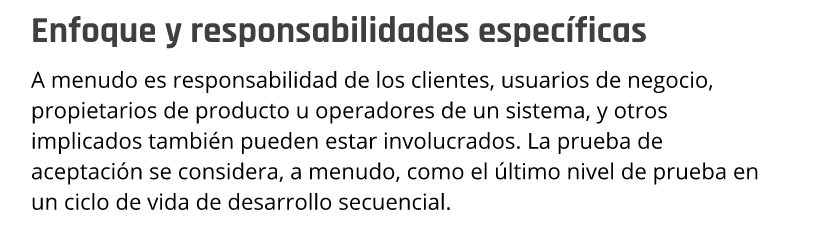 Enfoque y responsabilidades específicas
A menudo es responsabilidad de los clientes, usuarios de negocio,
propietarios de producto u operadores de un sistema, y otros
implicados también pueden estar involucrados. La prueba de
aceptación se considera, a menudo, como el último nivel de prueba en
un ciclo de vida de desarrollo secuencial.